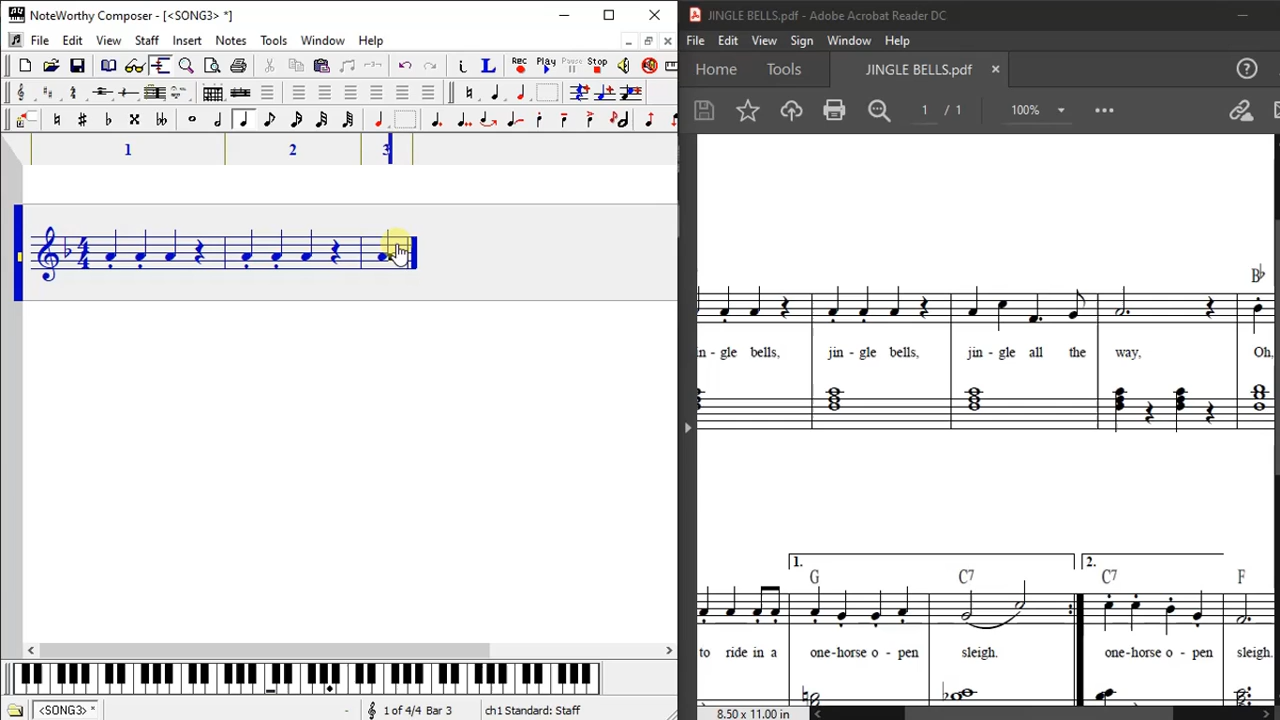 NoteWorthy Composer - [<SONG3> *]
File Edit View Staff Insert Notes Tools Window Help
Rec Play Pause Stop
1 2 3
<SONG3> *
1 of 4/4 Bar 3
ch1 Standard: Staff
JINGLE BELLS.pdf - Adobe Acrobat Reader DC
File Edit View Sign Window Help
Home Tools JINGLE BELLS.pdf ×
1 / 1 100%
B♭
in - gle bells, jin - gle bells, jin - gle all the way, Oh,
1. 2.
G C7 C7 F
to ride in a one-horse o - pen sleigh. one-horse o - pen sleigh.
8.50 x 11.00 in